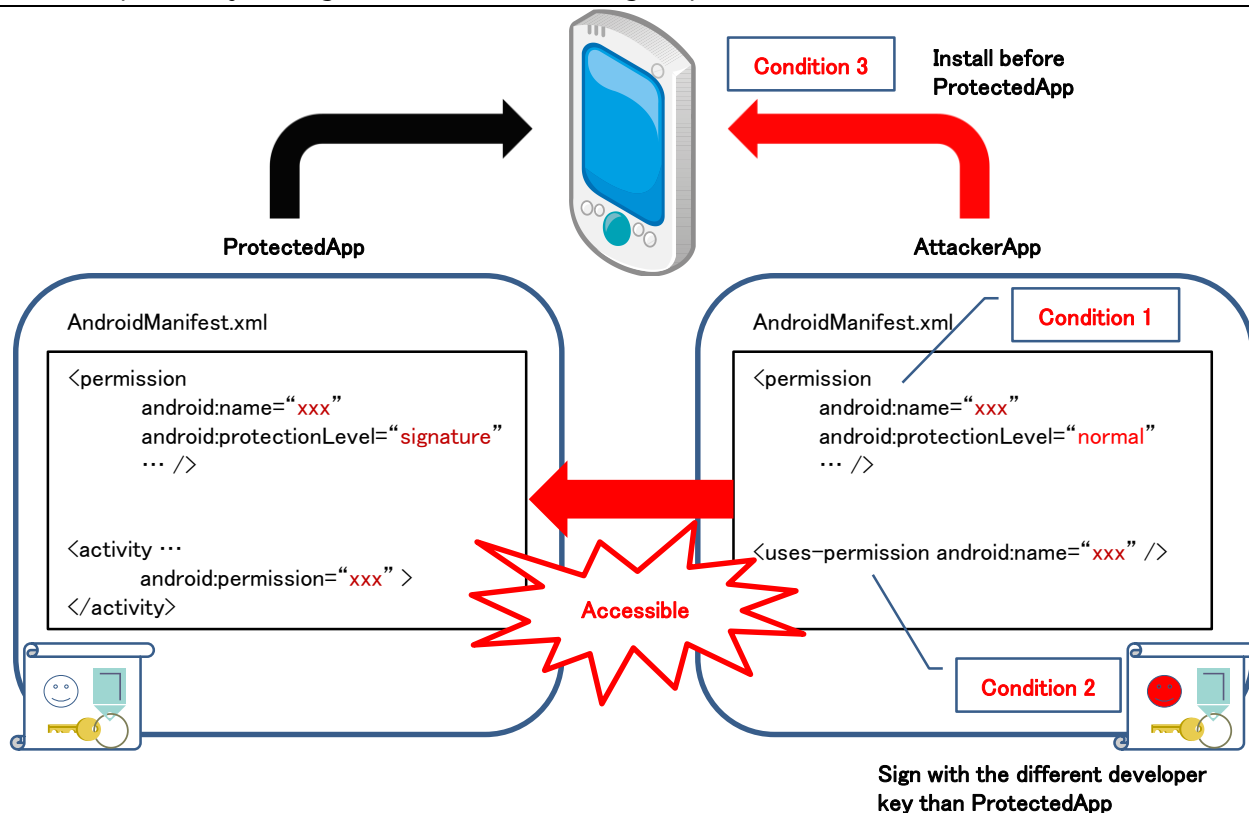 Condition 3
Install before
ProtectedApp
ProtectedApp
AttackerApp
AndroidManifest.xml
<permission
android:name=“xxx”
android:protectionLevel=“signature”
… />
<activity …
android:permission=“xxx” >
</activity>
AndroidManifest.xml
Condition 1
<permission
android:name=“xxx”
android:protectionLevel=“normal”
… />
<uses-permission android:name=“xxx” />
Accessible
Condition 2
Sign with the different developer
key than ProtectedApp